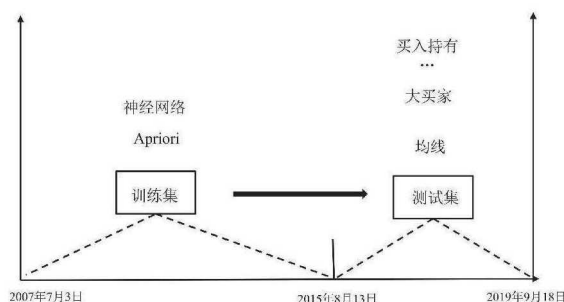 买入持有
...
大买家
神经网络
Apriori
均线
训练集
测试集
2007年7月3日
2015年8月13日
2019年9月18日